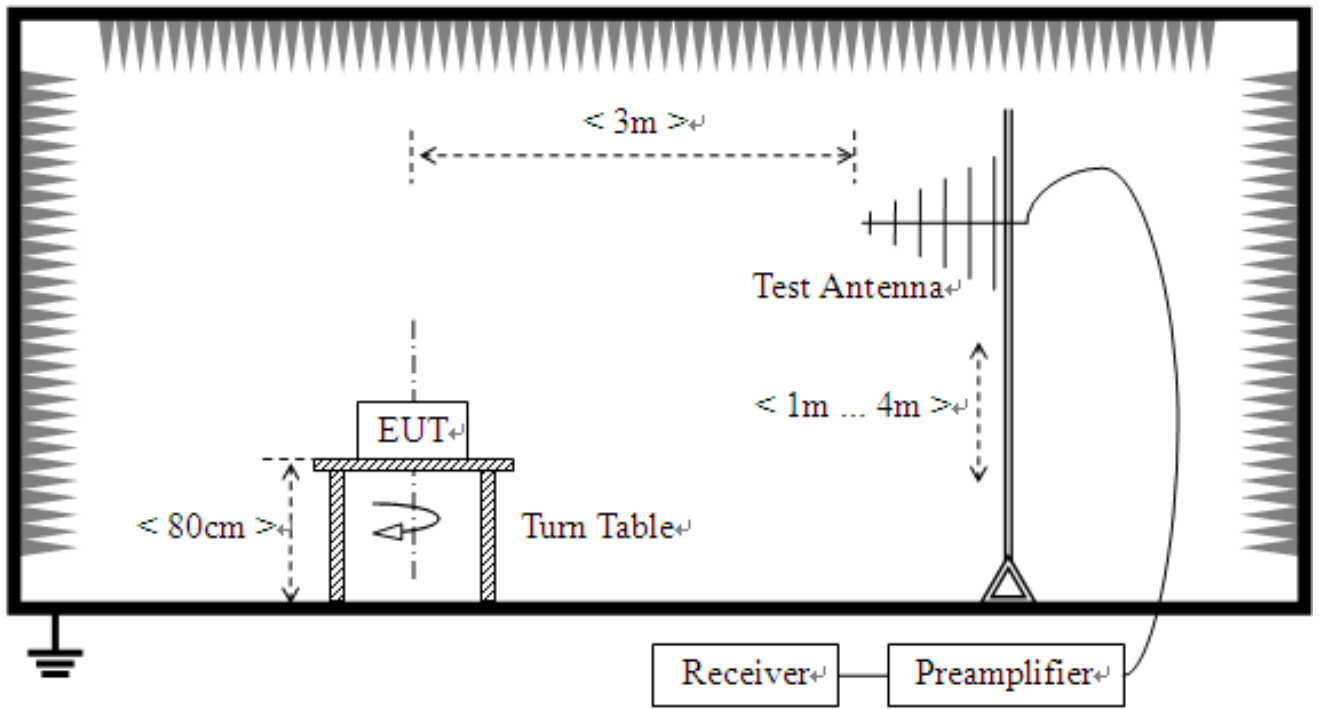 < 3m >↵
Test Antenna↵
< 1m ... 4m >↵
EUT↵
< 80cm >↵
Turn Table↵
Receiver↵
Preamplifier↵